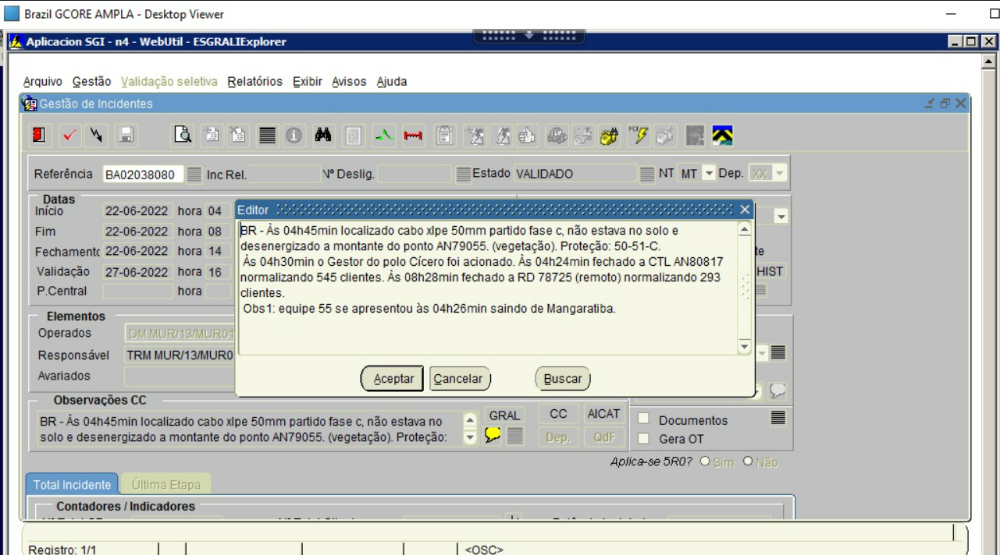 Brazil GCORE AMPLA - Desktop Viewer
Aplicacion SGI - n4 - WebUtil - ESGRALIExplorer
Arquivo Gestão Validação seletiva Relatórios Exibir Avisos Ajuda
Gestão de Incidentes
Referência BA02038080 Inc Rel. Nº Deslig. Estado VALIDADO NT MT Dep. XX
Datas
Início 22-06-2022 hora 04
Fim 22-06-2022 hora 08
Fechamento 22-06-2022 hora 14
Validação 27-06-2022 hora 16
HIST
P.Central hora
Editor
BR - Às 04h45min localizado cabo xlpe 50mm partido fase c, não estava no solo e
desenergizado a montante do ponto AN79055. (vegetação). Proteção: 50-51-C.
Às 04h30min o Gestor do polo Cícero foi acionado. Às 04h24min fechado a CTL AN80817
normalizando 545 clientes. Às 08h28min fechado a RD 78725 (remoto) normalizando 293
clientes.
Obs1: equipe 55 se apresentou às 04h26min saindo de Mangaratiba.
Aceptar Cancelar Buscar
Elementos
Operados DM MUR/13/MUR01
Responsável TRM MUR/13/MUR0
Avariados
Observações CC
BR - Às 04h45min localizado cabo xlpe 50mm partido fase c, não estava no
solo e desenergizado a montante do ponto AN79055. (vegetação). Proteção:
GRAL CC AICAT
Dep. QdF
Documentos
Gera OT
Aplica-se 5R0? Sim Não
Total Incidente Última Etapa
Contadores / Indicadores
Registro: 1/1 <OSC>